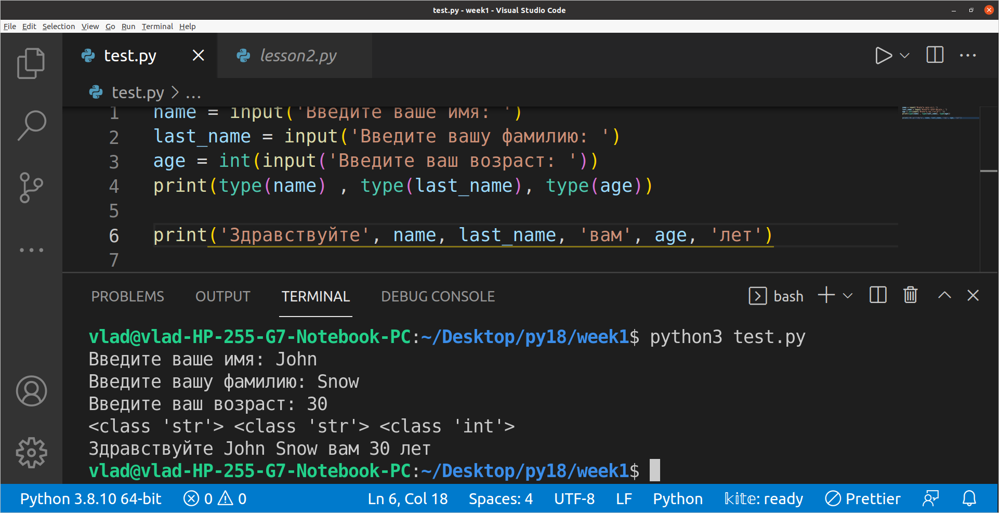 test.py - week1 - Visual Studio Code
File Edit Selection View Go Run Terminal Help
test.py lesson2.py
test.py > ...
1 name = input('Введите ваше имя: ')
2 last_name = input('Введите вашу фамилию: ')
3 age = int(input('Введите ваш возраст: '))
4 print(type(name) , type(last_name), type(age))
5
6 print('Здравствуйте', name, last_name, 'вам', age, 'лет')
7
PROBLEMS OUTPUT TERMINAL DEBUG CONSOLE bash
vlad@vlad-HP-255-G7-Notebook-PC:~/Desktop/py18/week1$ python3 test.py
Введите ваше имя: John
Введите вашу фамилию: Snow
Введите ваш возраст: 30
<class 'str'> <class 'str'> <class 'int'>
Здравствуйте John Snow вам 30 лет
vlad@vlad-HP-255-G7-Notebook-PC:~/Desktop/py18/week1$
Python 3.8.10 64-bit 0 0 Ln 6, Col 18 Spaces: 4 UTF-8 LF Python kite: ready Prettier